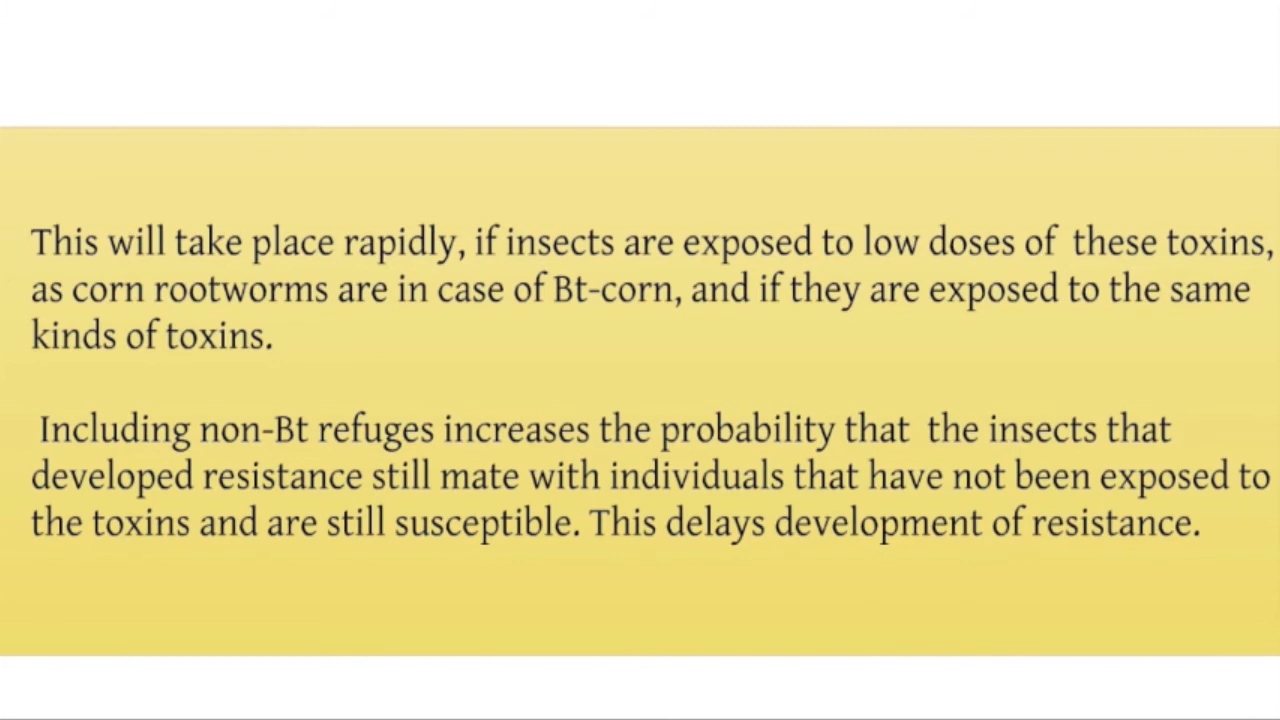 This will take place rapidly, if insects are exposed to low doses of these toxins,
as corn rootworms are in case of Bt-corn, and if they are exposed to the same
kinds of toxins.
Including non-Bt refuges increases the probability that the insects that
developed resistance still mate with individuals that have not been exposed to
the toxins and are still susceptible. This delays development of resistance.